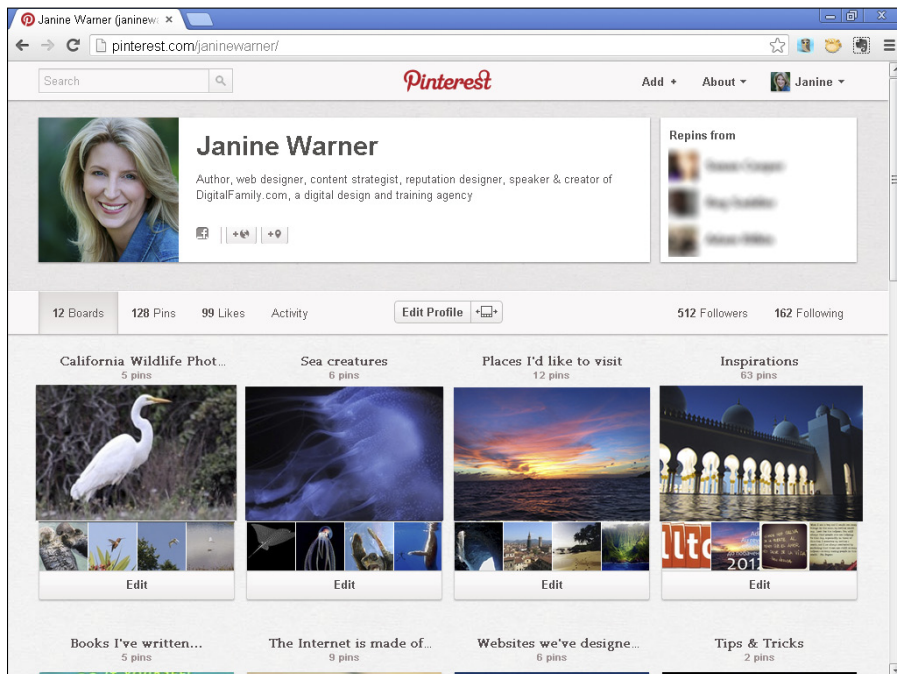 Janine Warner (janinewa
pinterest.com/janinewarner/
Search
Pinterest
Add +
About
Janine
Janine Warner
Author, web designer, content strategist, reputation designer, speaker & creator of
DigitalFamily.com, a digital design and training agency
Repins from
12 Boards
128 Pins
99 Likes
Activity
Edit Profile
512 Followers
162 Following
California Wildlife Phot...
5 pins
Sea creatures
6 pins
Places I'd like to visit
12 pins
Inspirations
63 pins
2012
Edit
Edit
Edit
Edit
Books I've written...
5 pins
The Internet is made of...
9 pins
Websites we've designe...
6 pins
Tips & Tricks
2 pins